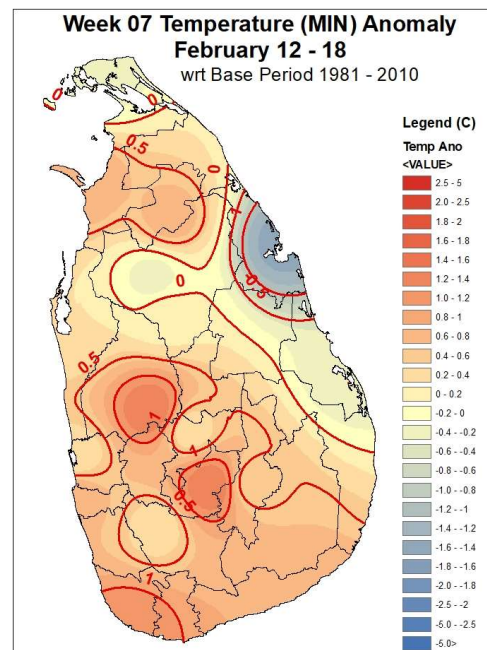 Week 07 Temperature (MIN) Anomaly
February 12 - 18
wrt Base Period 1981 - 2010
0
0
0.5
0
1
-0.5
0
0.5
1
1
0.5
1
Legend (C)
Temp Ano
<VALUE>
2.5 - 5
2.0 - 2.5
1.8 - 2
1.6 - 1.8
1.4 - 1.6
1.2 - 1.4
1.0 - 1.2
0.8 - 1
0.6 - 0.8
0.4 - 0.6
0.2 - 0.4
0 - 0.2
-0.2 - 0
-0.4 - -0.2
-0.6 - -0.4
-0.8 - -0.6
-1.0 - -0.8
-1.2 - -1
-1.4 - -1.2
-1.6 - -1.4
-1.8 - -1.6
-2.0 - -1.8
-2.5 - -2
-5.0 - -2.5
-5.0>